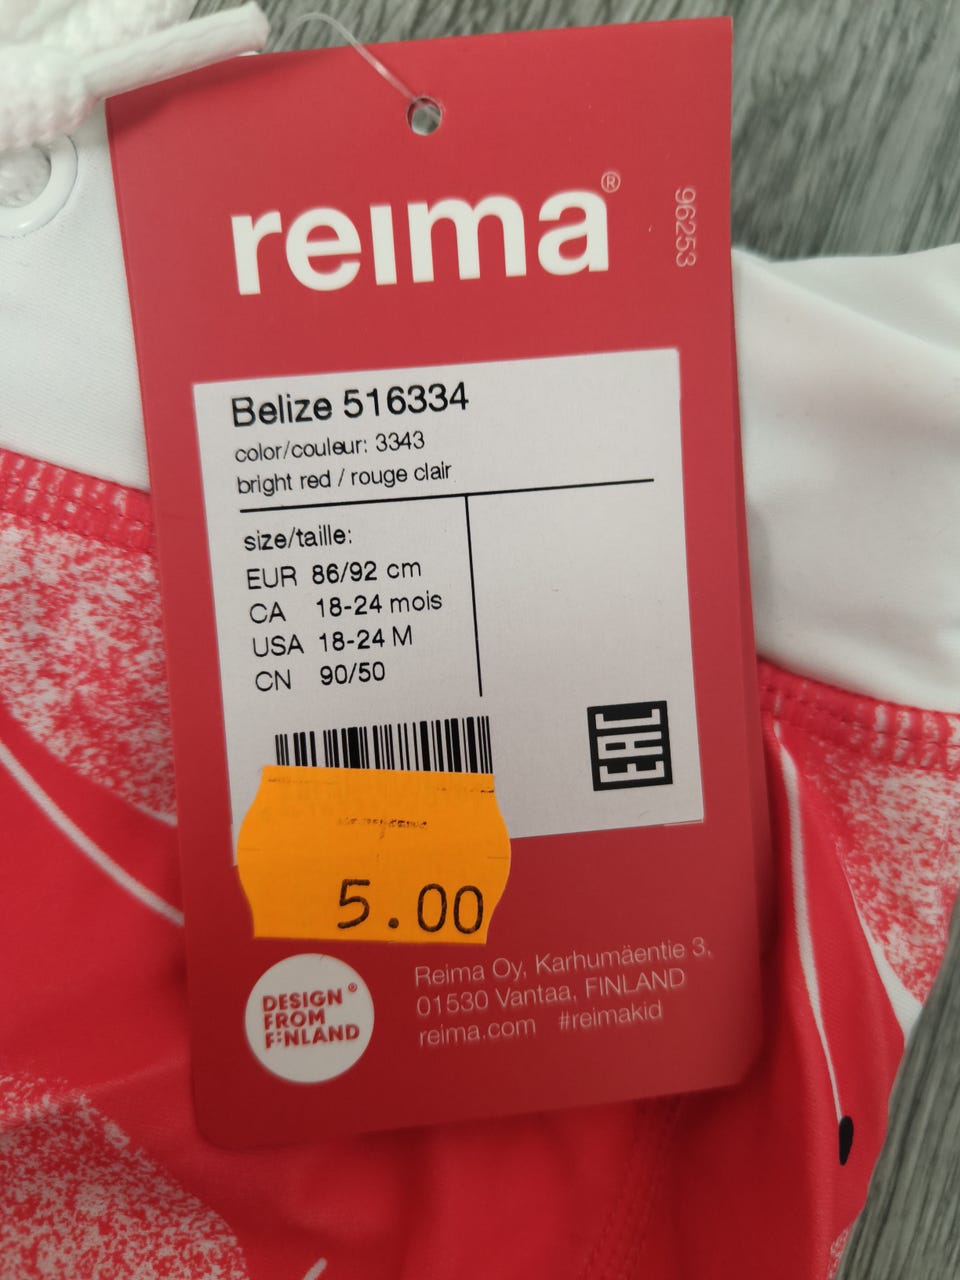 reima®
96253
Belize 516334
color/couleur: 3343
bright red / rouge clair
size/taille:
EUR 86/92 cm
CA 18-24 mois
USA 18-24 M
CN 90/50
EAC
5.00
DESIGN ®
FROM
FINLAND
Reima Oy, Karhumäentie 3,
01530 Vantaa, FINLAND
reima.com #reimakid